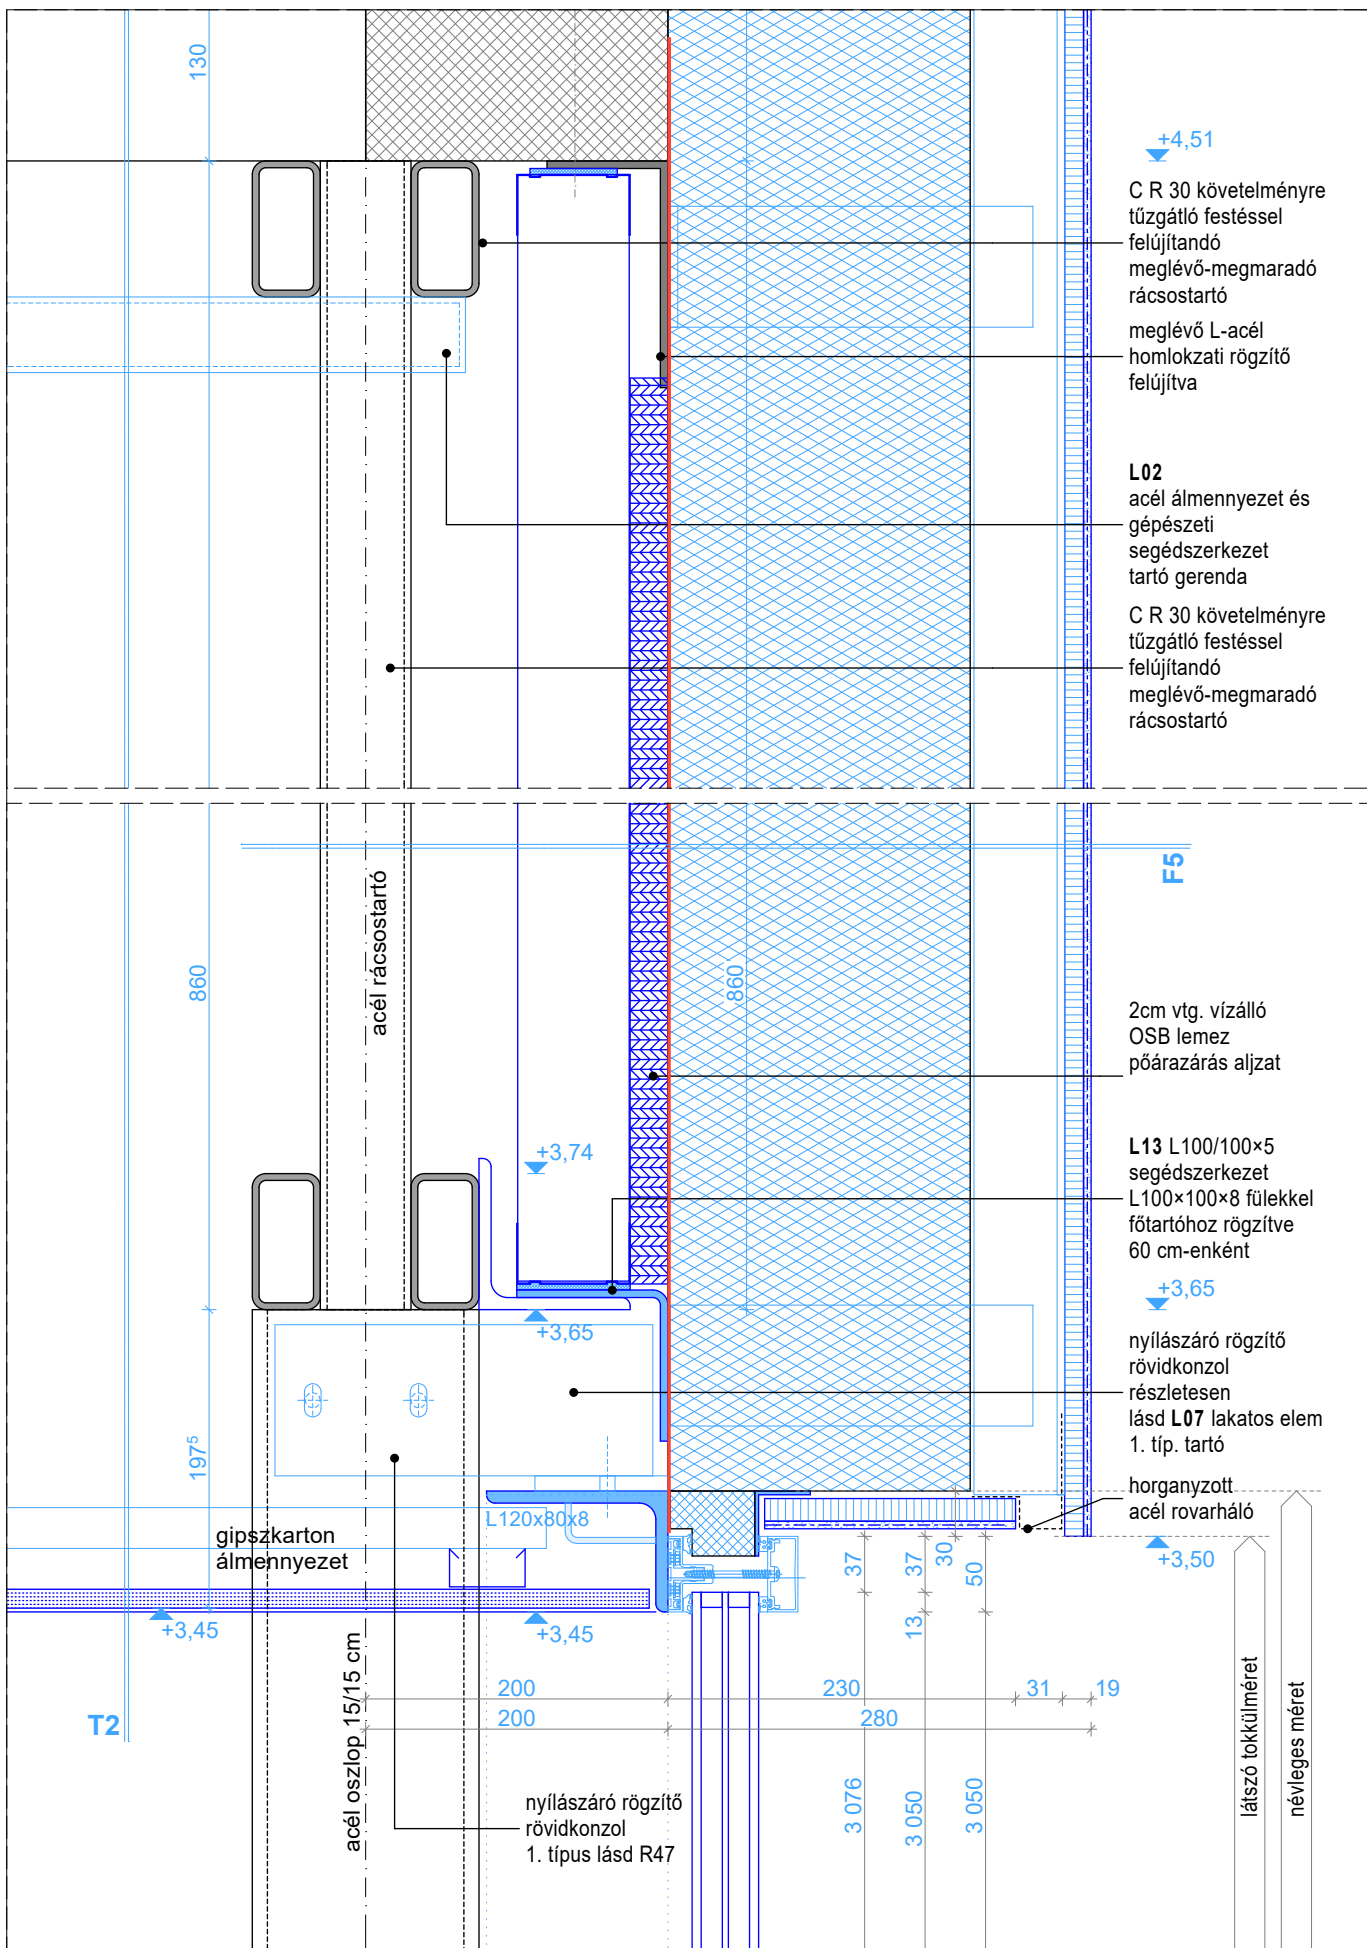 130
+4,51
C R 30 követelményre
tűzgátló festéssel
felújítandó
meglévő-megmaradó
rácsostartó
meglévő L-acél
homlokzati rögzítő
felújítva
L02
acél álmennyezet és
gépészeti
segédszerkezet
tartó gerenda
C R 30 követelményre
tűzgátló festéssel
felújítandó
meglévő-megmaradó
rácsostartó
F5
acél rácsostartó
860
860
2cm vtg. vízálló
OSB lemez
póárazárás aljzat
+3,74
L13 L100/100×5
segédszerkezet
L100×100×8 fülekkel
főtartóhoz rögzítve
60 cm-enként
+3,65
+3,65
nyílászáró rögzítő
rövidkonzol
részletesen
lásd L07 lakatos elem
1. típ. tartó
197⁵
horganyzott
acél rovarháló
L120x80x8
gipszkarton
álmennyezet
37
37
30
50
+3,50
13
+3,45
+3,45
acél oszlop 15/15 cm
200
230
31
19
T2
200
280
látszó tokkülméret
névleges méret
3 076
3 050
3 050
nyílászáró rögzítő
rövidkonzol
1. típus lásd R47